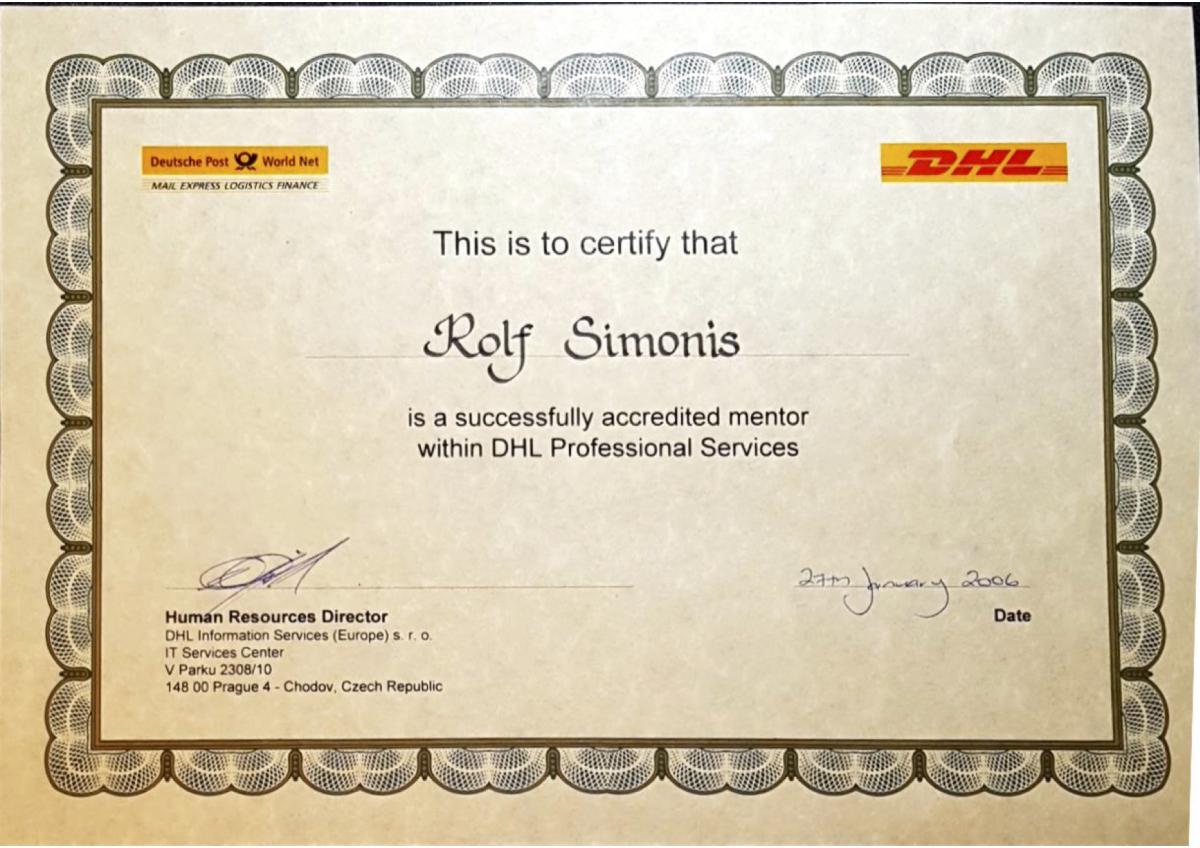 Deutsche Post World Net
MAIL EXPRESS LOGISTICS FINANCE
DHL
This is to certify that
Rolf Simonis
is a successfully accredited mentor
within DHL Professional Services
27th January 2006
Human Resources Director
Date
DHL Information Services (Europe) s. r. o.
IT Services Center
V Parku 2308/10
148 00 Prague 4 - Chodov, Czech Republic